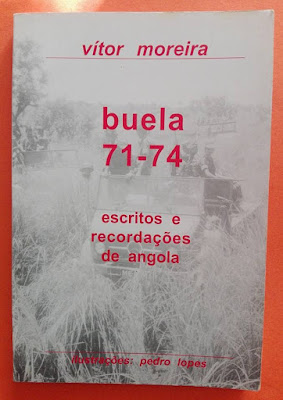 vítor moreira
buela
71-74
escritos e
recordações
de angola
ilustrações: pedro lopes